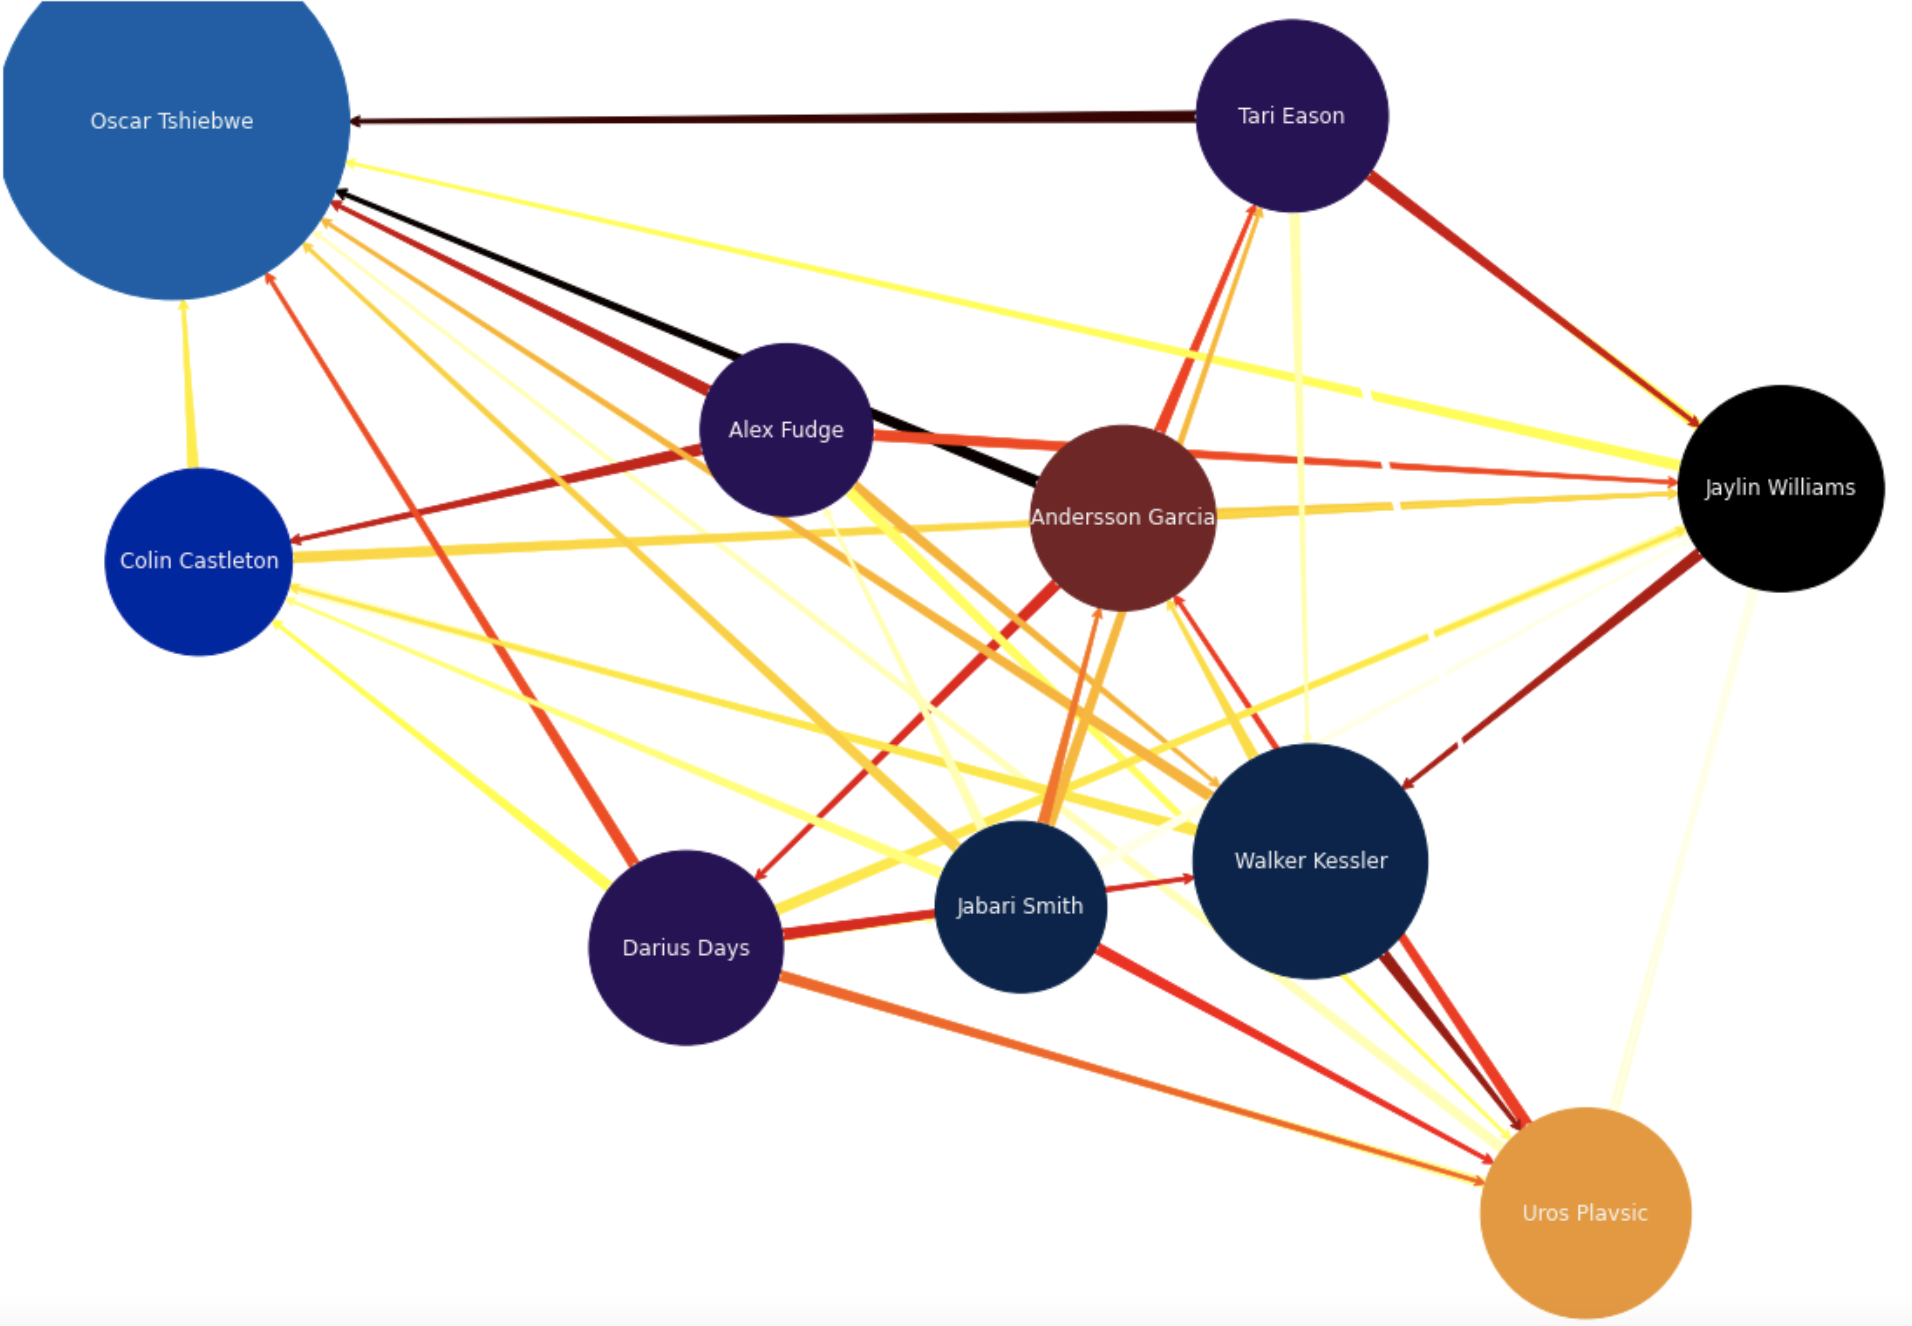 Oscar Tshiebwe
Tari Eason
Alex Fudge
Jaylin Williams
Andersson Garcia
Colin Castleton
Walker Kessler
Jabari Smith
Darius Days
Uros Plavsic